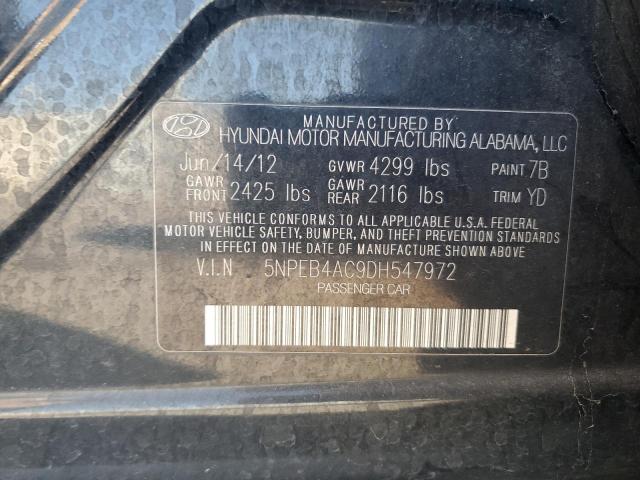 MANUFACTURED BY
HYUNDAI MOTOR MANUFACTURING ALABAMA, LLC
Jun/14/12 GVWR 4299 lbs PAINT 7B
GAWR FRONT 2425 lbs GAWR REAR 2116 lbs TRIM YD
THIS VEHICLE CONFORMS TO ALL APPLICABLE U.S.A. FEDERAL
MOTOR VEHICLE SAFETY, BUMPER, AND THEFT PREVENTION STANDARDS
IN EFFECT ON THE DATE OF MANUFACTURE SHOWN ABOVE
V.I.N 5NPEB4AC9DH547972
PASSENGER CAR